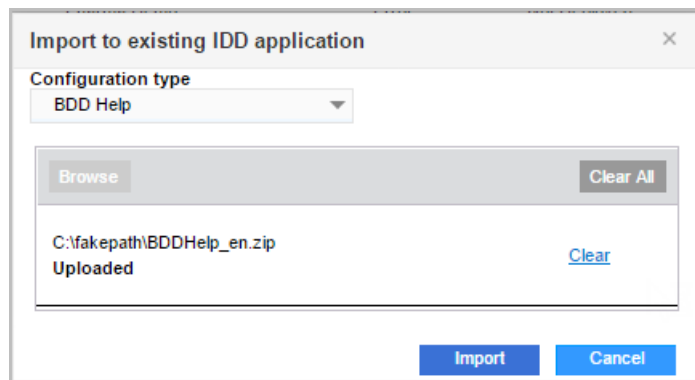 Import to existing IDD application
Configuration type
BDD Help
Browse
Clear All
C:\fakepath\BDDHelp_en.zip
Clear
Uploaded
Import
Cancel